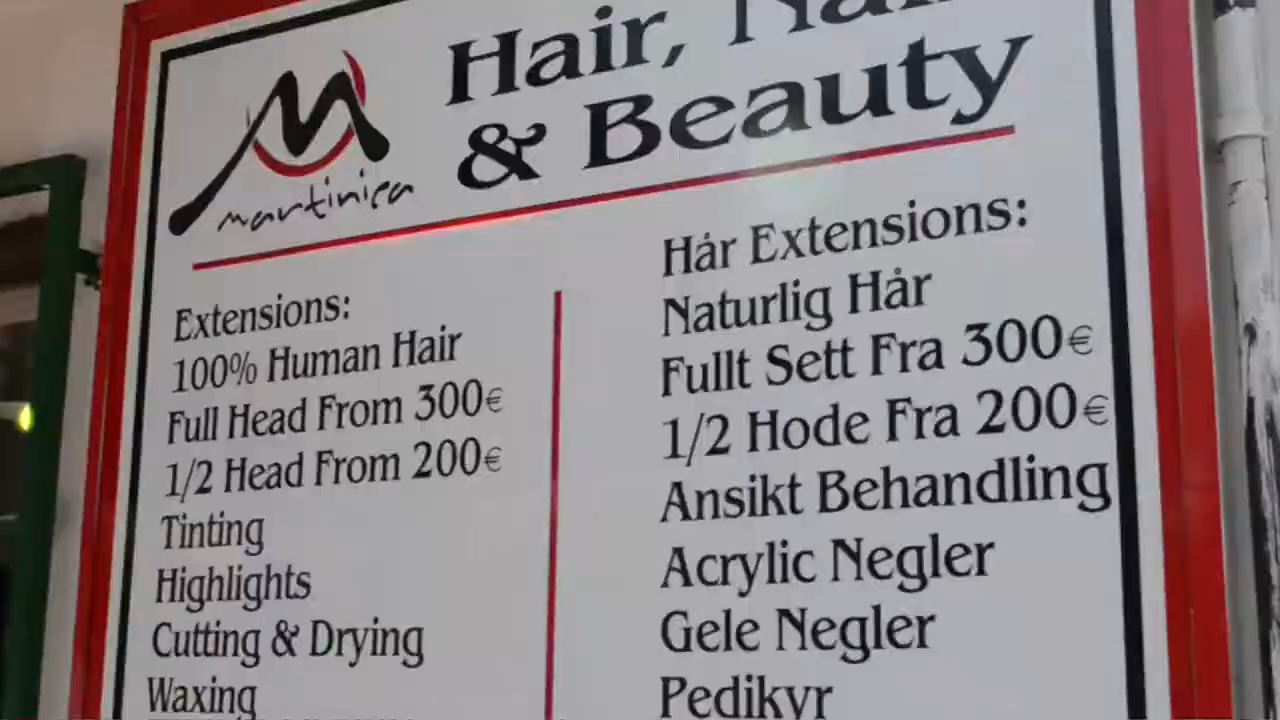 Hair, Nail
& Beauty
martinica
Extensions:
100% Human Hair
Full Head From 300€
1/2 Head From 200€
Tinting
Highlights
Cutting & Drying
Waxing
Hår Extensions:
Naturlig Hår
Fullt Sett Fra 300€
1/2 Hode Fra 200€
Ansikt Behandling
Acrylic Negler
Gele Negler
Pedikyr